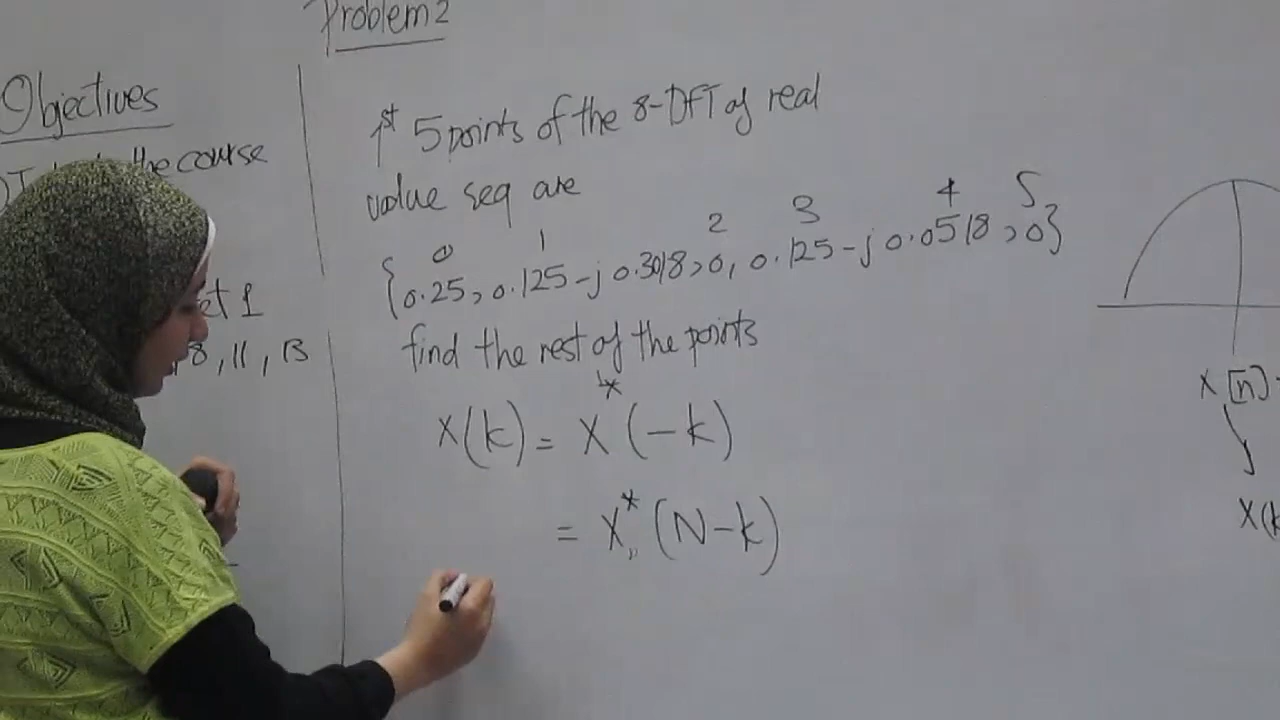 Problem 2
Objectives
the course
et 1
8, 11, 13
1st 5 points of the 8-DFT of real
value seq are
0 1 2 3 4 5
{0.25, 0.125-j 0.3018, 0, 0.125-j 0.0518, 0}
find the rest of the points
X(k) = X*(-k)
= X*(N-k)
X[n]
X(k